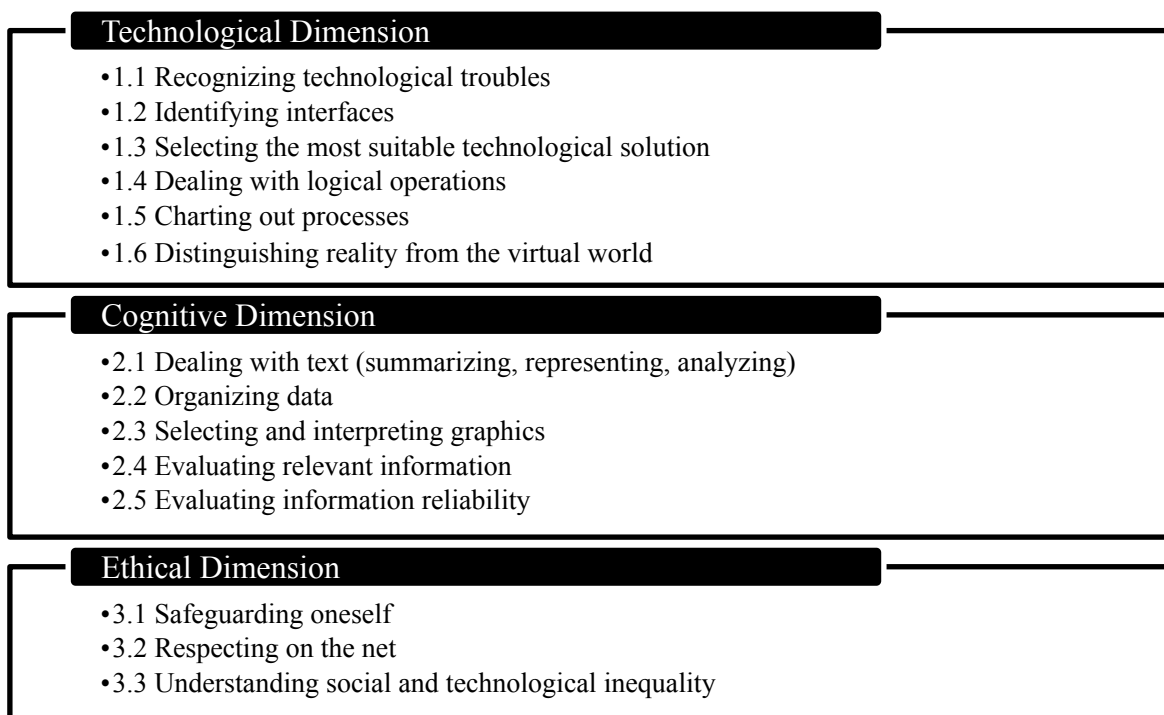 Technological Dimension
•1.1 Recognizing technological troubles
•1.2 Identifying interfaces
•1.3 Selecting the most suitable technological solution
•1.4 Dealing with logical operations
•1.5 Charting out processes
•1.6 Distinguishing reality from the virtual world
Cognitive Dimension
•2.1 Dealing with text (summarizing, representing, analyzing)
•2.2 Organizing data
•2.3 Selecting and interpreting graphics
•2.4 Evaluating relevant information
•2.5 Evaluating information reliability
Ethical Dimension
•3.1 Safeguarding oneself
•3.2 Respecting on the net
•3.3 Understanding social and technological inequality